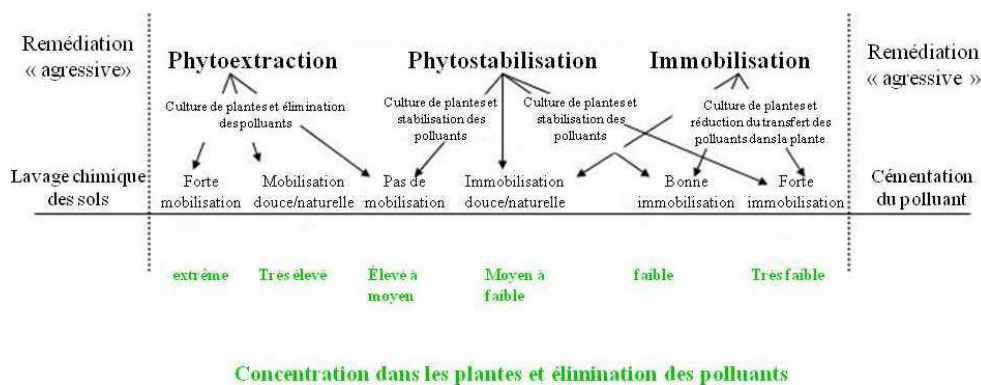 Remédiation
« agressive»
Phytoextraction
Phytostabilisation
Immobilisation
Remédiation
« agressive »
Culture de plantes et élimination
des polluants
Culture de plantes et
stabilisation des
polluants
Culture de plantes et
stabilisation des
polluants
Culture de plantes et
réduction du transfert des
polluants dans la plante
Lavage chimique
des sols
Forte
mobilisation
Mobilisation
douce/naturelle
Pas de
mobilisation
Immobilisation
douce/naturelle
Bonne
immobilisation
Forte
immobilisation
Cémentation
du polluant
extrême
Très élevé
Élevé à
moyen
Moyen à
faible
faible
Très faible
Concentration dans les plantes et élimination des polluants